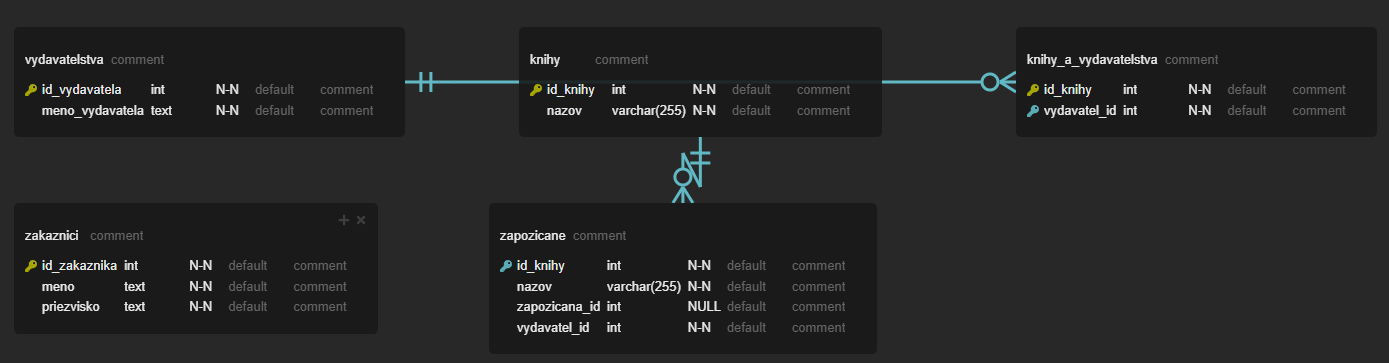 vydavatelstva comment
id_vydavatela int N-N default comment
meno_vydavatela text N-N default comment
knihy comment
id_knihy int N-N default comment
nazov varchar(255) N-N default comment
knihy_a_vydavatelstva comment
id_knihy int N-N default comment
vydavatel_id int N-N default comment
zakaznici comment
id_zakaznika int N-N default comment
meno text N-N default comment
priezvisko text N-N default comment
zapozicane comment
id_knihy int N-N default comment
nazov varchar(255) N-N default comment
zapozicana_id int NULL default comment
vydavatel_id int N-N default comment